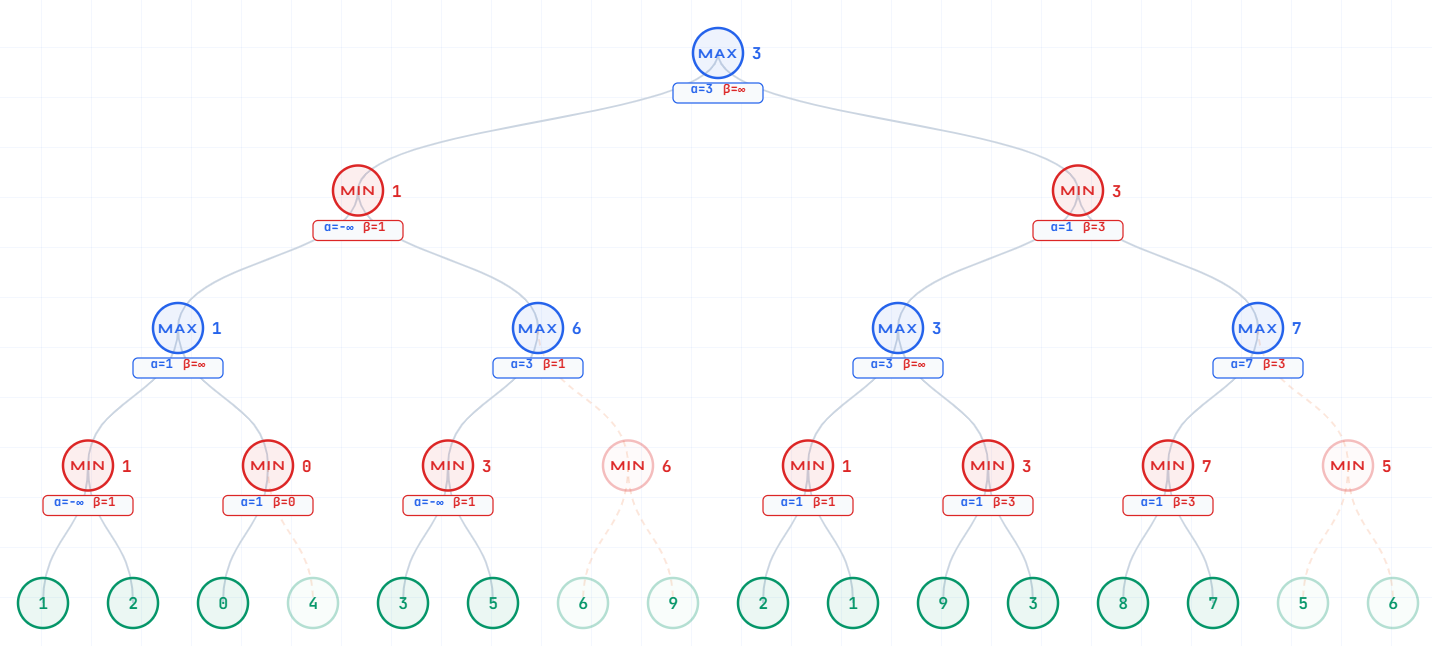 MAX 3
α=3 β=∞
MIN 1 MIN 3
α=-∞ β=1 α=1 β=3
MAX 1 MAX 6 MAX 3 MAX 7
α=1 β=∞ α=3 β=1 α=3 β=∞ α=7 β=3
MIN 1 MIN 0 MIN 3 MIN 6 MIN 1 MIN 3 MIN 7 MIN 5
α=-∞ β=1 α=1 β=0 α=-∞ β=1 α=1 β=1 α=1 β=3 α=1 β=3
1 2 0 4 3 5 6 9 2 1 9 3 8 7 5 6